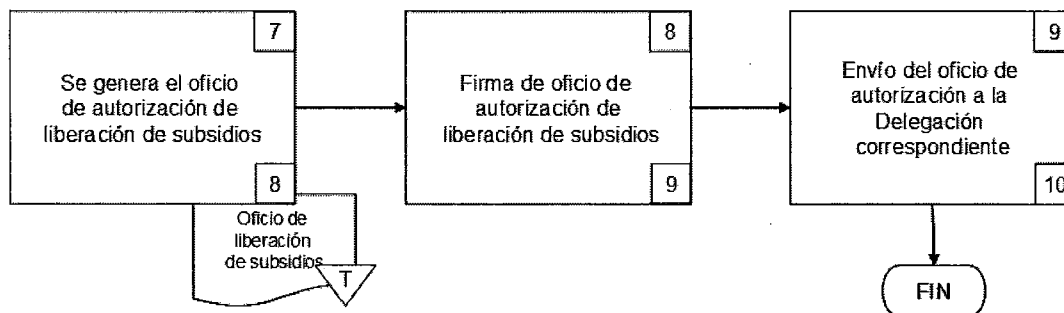 7
Se genera el oficio
de autorización de
liberación de subsidios
8
Oficio de
liberación
de subsidios
T
8
Firma de oficio de
autorización de
liberación de subsidios
9
9
Envío del oficio de
autorización a la
Delegación
correspondiente
10
FIN